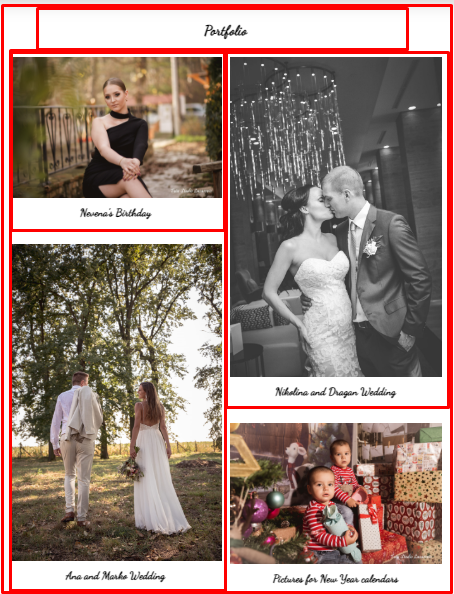 Portfolio
Nevena's Birthday
Nikolina and Dragan Wedding
Ana and Marko Wedding
Pictures for New Year calendars